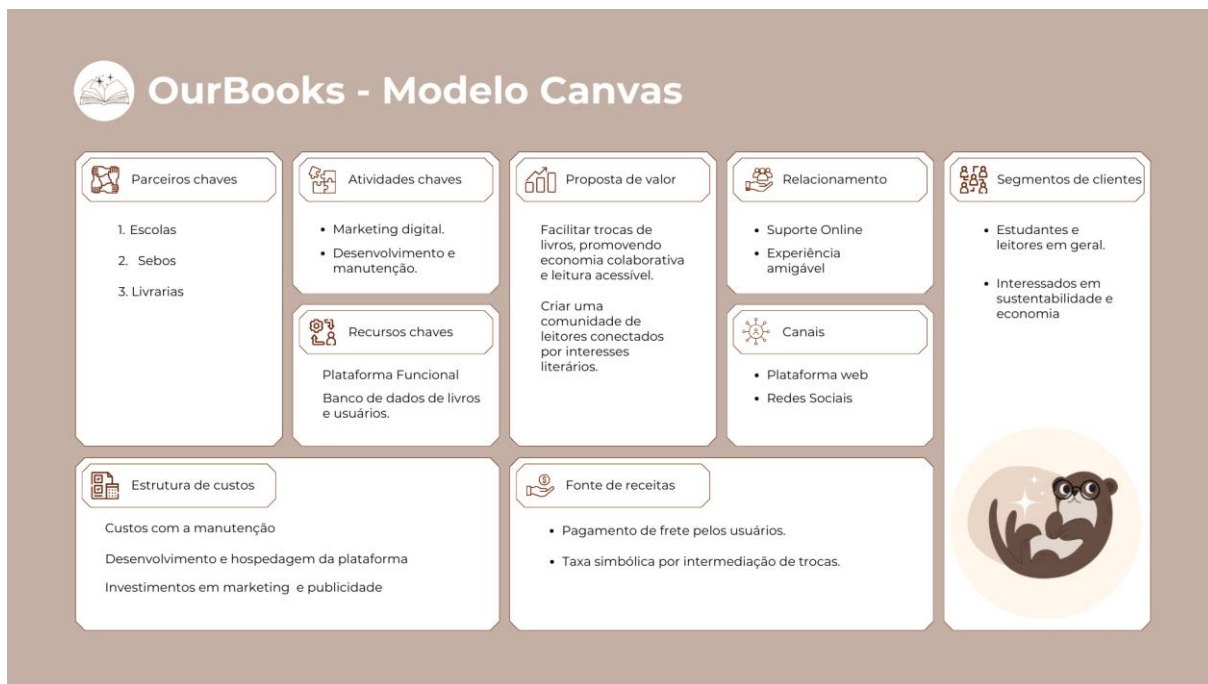 OurBooks - Modelo Canvas
Parceiros chaves
1. Escolas
2. Sebos
3. Livrarias
Atividades chaves
• Marketing digital.
• Desenvolvimento e
manutenção.
Recursos chaves
Plataforma Funcional
Banco de dados de livros
e usuários.
Proposta de valor
Facilitar trocas de
livros, promovendo
economia colaborativa
e leitura acessível.
Criar uma
comunidade de
leitores conectados
por interesses
literários.
Relacionamento
• Suporte Online
• Experiência
amigável
Canais
• Plataforma web
• Redes Sociais
Segmentos de clientes
• Estudantes e
leitores em geral.
• Interessados em
sustentabilidade e
economia
Estrutura de custos
Custos com a manutenção
Desenvolvimento e hospedagem da plataforma
Investimentos em marketing e publicidade
Fonte de receitas
• Pagamento de frete pelos usuários.
• Taxa simbólica por intermediação de trocas.